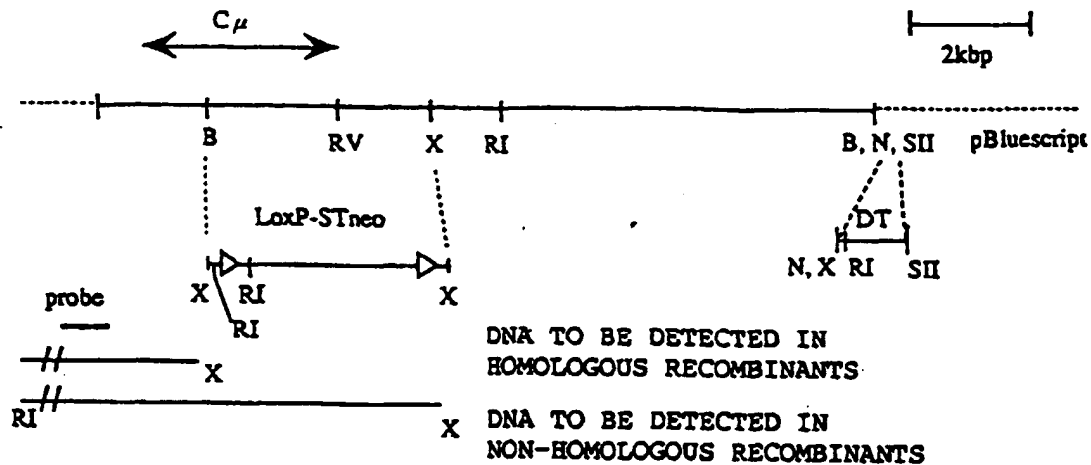 Cμ
2kbp
B RV X RI B, N, SII pBluescript
LoxP-STneo
DT
N, X RI SII
X RI X
probe
RI
DNA TO BE DETECTED IN
HOMOLOGOUS RECOMBINANTS
X
RI
X
DNA TO BE DETECTED IN
NON-HOMOLOGOUS RECOMBINANTS